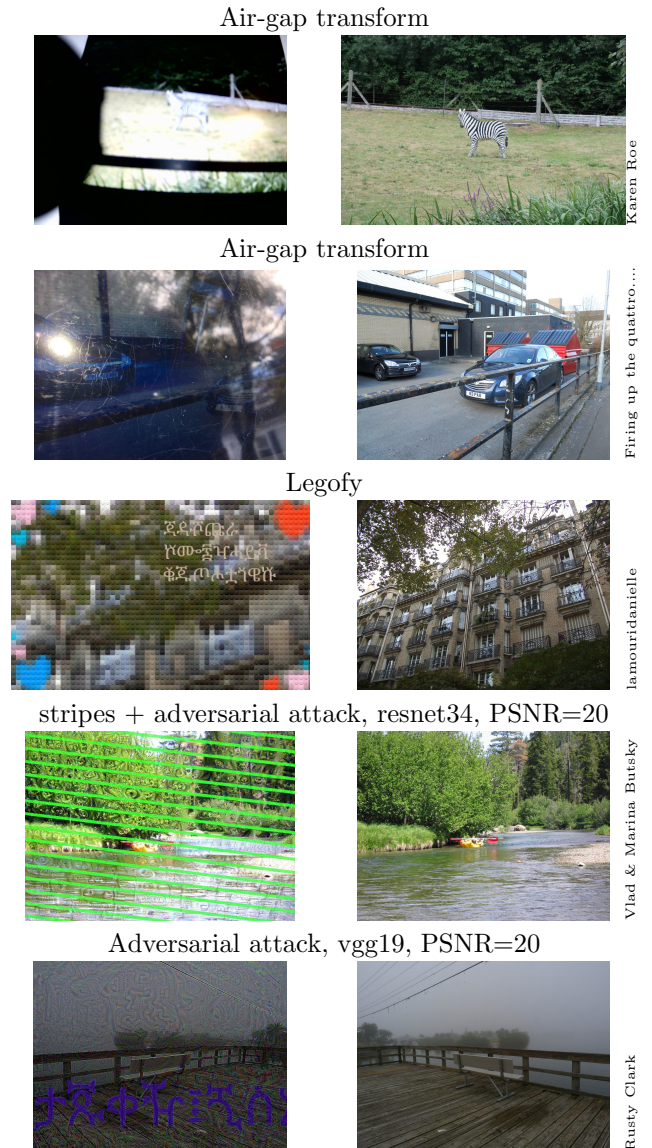 Air-gap transform
Karen Roe
Air-gap transform
Firing up the quattro....
Legofy
lamouridanielle
stripes + adversarial attack, resnet34, PSNR=20
Vlad & Marina Butsky
Adversarial attack, vgg19, PSNR=20
Rusty Clark